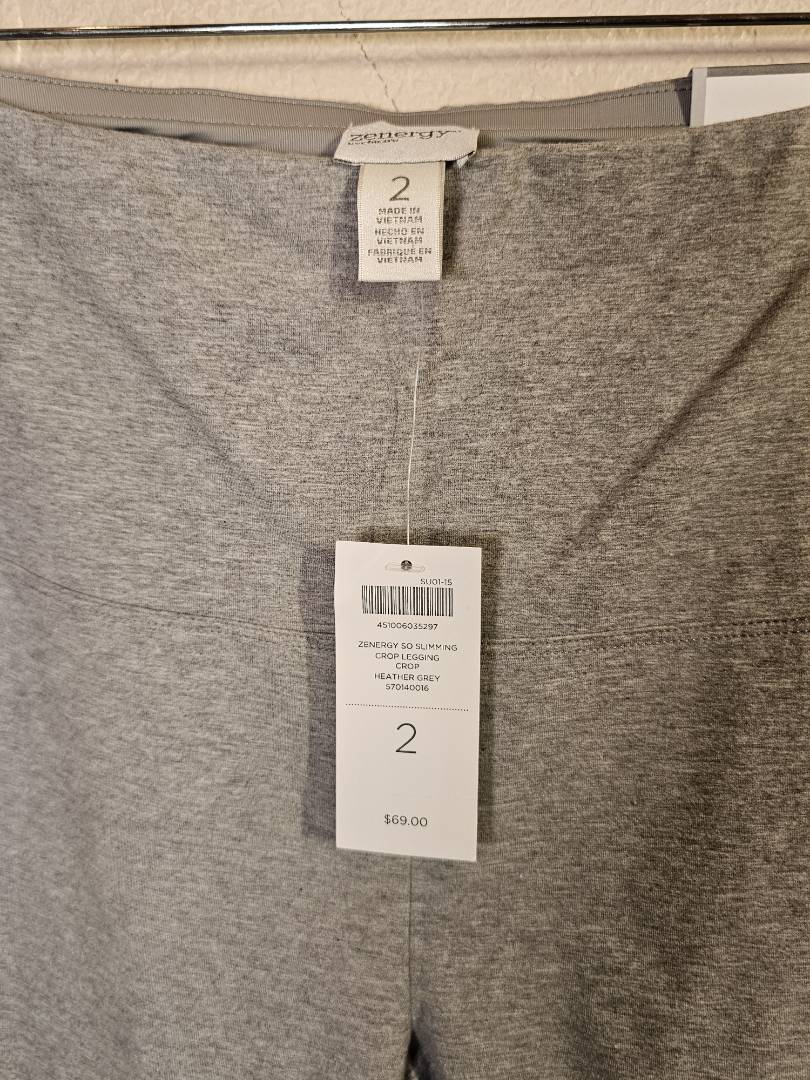 zenergy™
2
MADE IN
VIETNAM
HECHO EN
VIETNAM
FABRIQUÉ EN
VIETNAM
SU01-15
451006035297
ZENERGY SO SLIMMING
CROP LEGGING
CROP
HEATHER GREY
570140016
2
$69.00